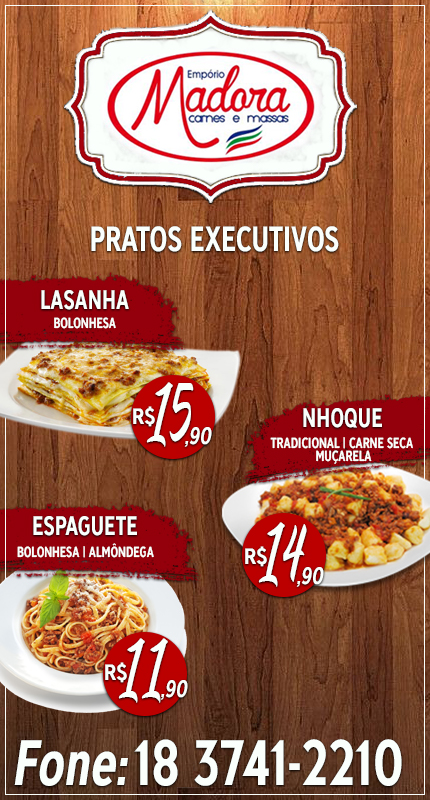 Empório
Madora
carnes e massas
PRATOS EXECUTIVOS
LASANHA
BOLONHESA
R$15,90
NHOQUE
TRADICIONAL | CARNE SECA
MUÇARELA
R$14,90
ESPAGUETE
BOLONHESA | ALMÔNDEGA
R$11,90
Fone: 18 3741-2210